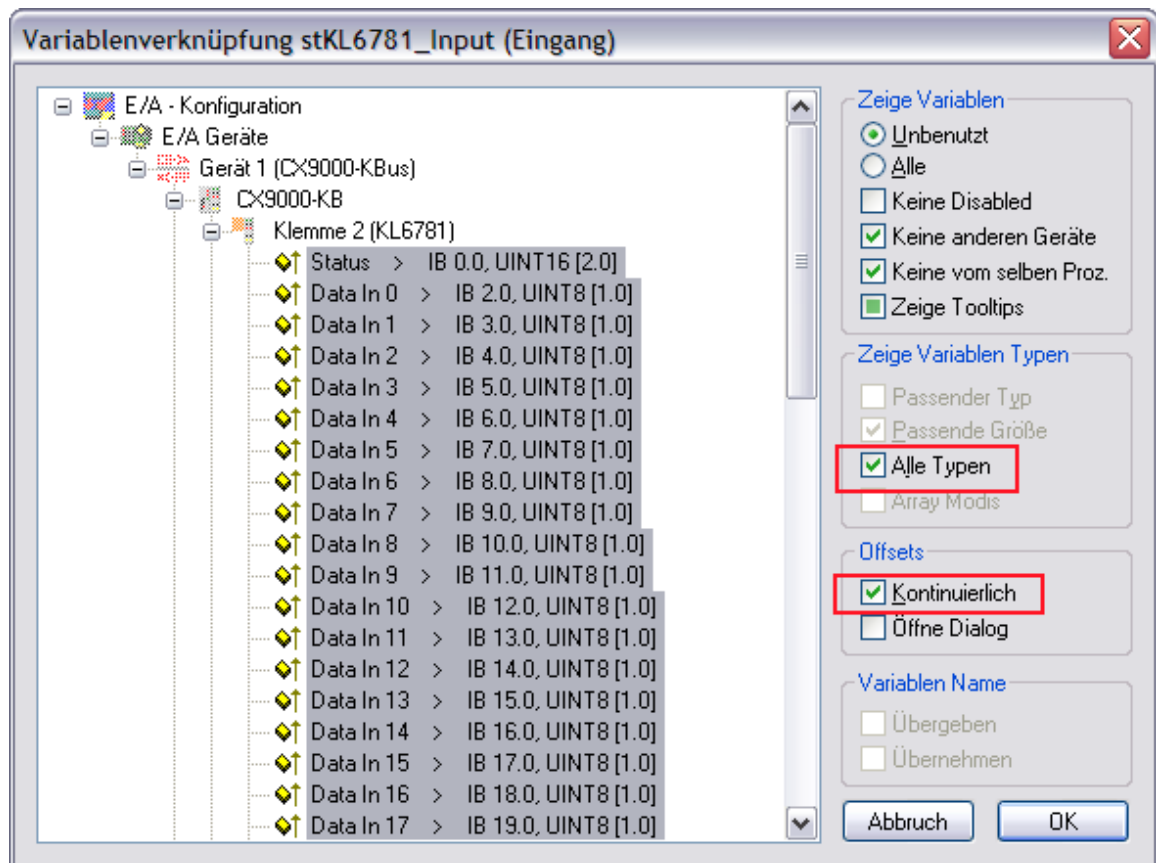 Variablenverknüpfung stKL6781_Input (Eingang)
E/A - Konfiguration
E/A Geräte
Gerät 1 (CX9000-KBus)
CX9000-KB
Klemme 2 (KL6781)
Status > IB 0.0, UINT16 [2.0]
Data In 0 > IB 2.0, UINT8 [1.0]
Data In 1 > IB 3.0, UINT8 [1.0]
Data In 2 > IB 4.0, UINT8 [1.0]
Data In 3 > IB 5.0, UINT8 [1.0]
Data In 4 > IB 6.0, UINT8 [1.0]
Data In 5 > IB 7.0, UINT8 [1.0]
Data In 6 > IB 8.0, UINT8 [1.0]
Data In 7 > IB 9.0, UINT8 [1.0]
Data In 8 > IB 10.0, UINT8 [1.0]
Data In 9 > IB 11.0, UINT8 [1.0]
Data In 10 > IB 12.0, UINT8 [1.0]
Data In 11 > IB 13.0, UINT8 [1.0]
Data In 12 > IB 14.0, UINT8 [1.0]
Data In 13 > IB 15.0, UINT8 [1.0]
Data In 14 > IB 16.0, UINT8 [1.0]
Data In 15 > IB 17.0, UINT8 [1.0]
Data In 16 > IB 18.0, UINT8 [1.0]
Data In 17 > IB 19.0, UINT8 [1.0]
Zeige Variablen
Unbenutzt
Alle
Keine Disabled
Keine anderen Geräte
Keine vom selben Proz.
Zeige Tooltips
Zeige Variablen Typen
Passender Typ
Passende Größe
Alle Typen
Array Modis
Offsets
Kontinuierlich
Öffne Dialog
Variablen Name
Übergeben
Übernehmen
Abbruch
OK